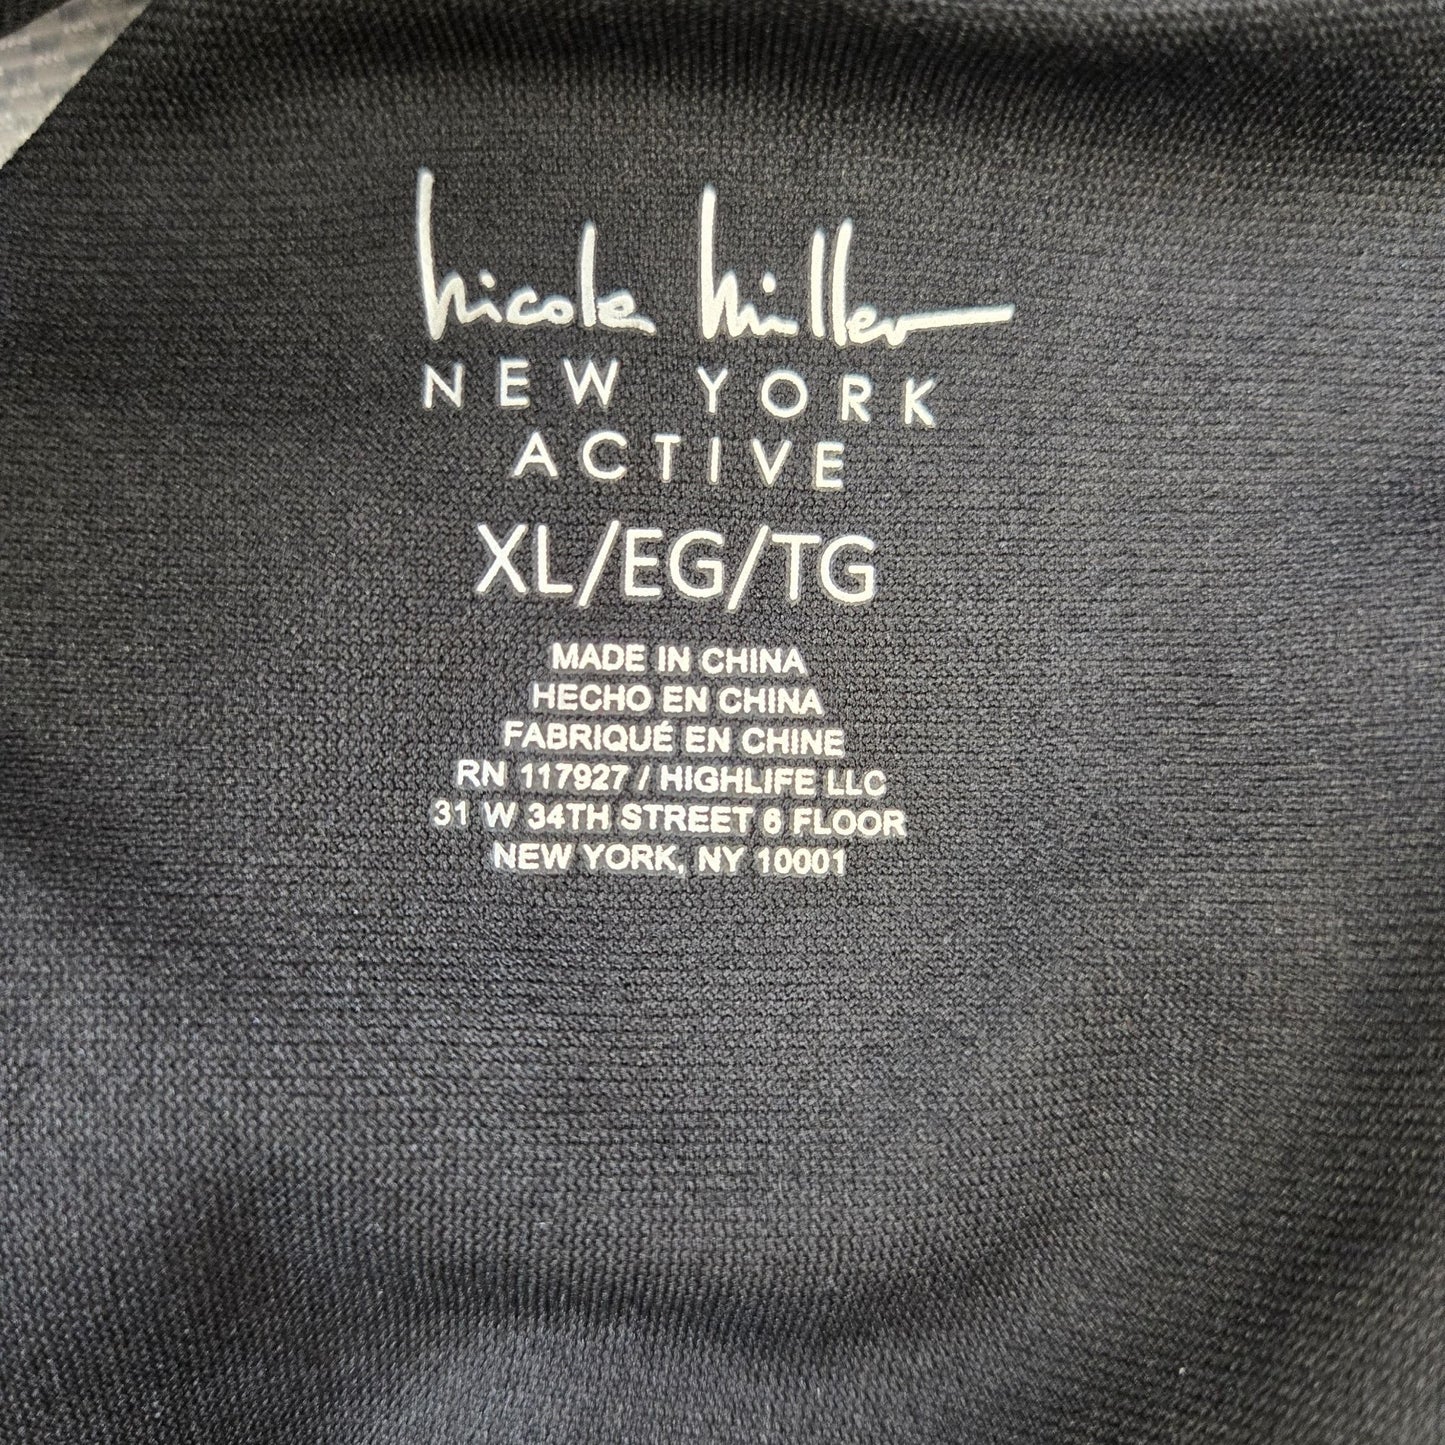 nicole miller
NEW YORK
ACTIVE
XL/EG/TG
MADE IN CHINA
HECHO EN CHINA
FABRIQUÉ EN CHINE
RN 117927 / HIGHLIFE LLC
31 W 34TH STREET 6 FLOOR
NEW YORK, NY 10001